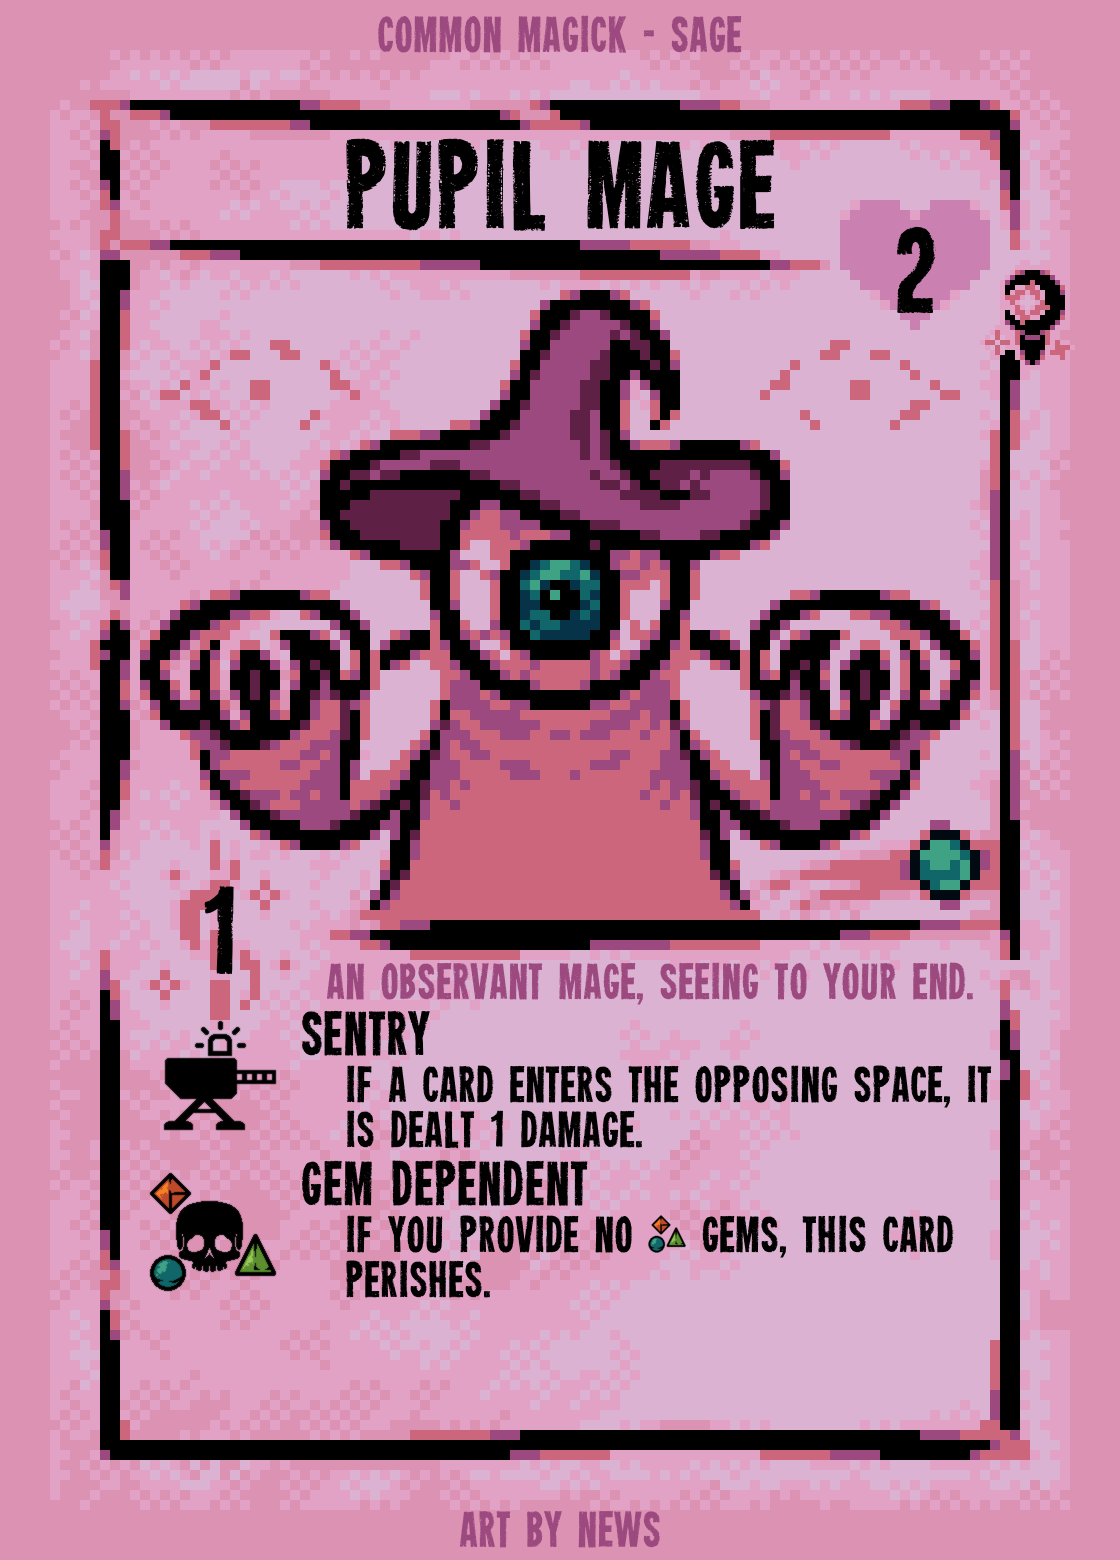 COMMON MAGICK - SAGE
PUPIL MAGE
2
1
AN OBSERVANT MAGE, SEEING TO YOUR END.
SENTRY
IF A CARD ENTERS THE OPPOSING SPACE, IT
IS DEALT 1 DAMAGE.
GEM DEPENDENT
IF YOU PROVIDE NO GEMS, THIS CARD
PERISHES.
ART BY NEWS